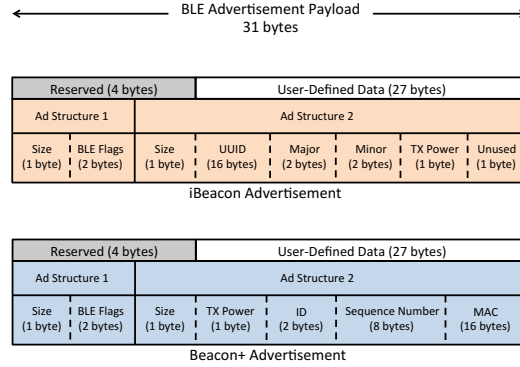 BLE Advertisement Payload
31 bytes
Reserved (4 bytes) User-Defined Data (27 bytes)
Ad Structure 1 Ad Structure 2
Size BLE Flags Size UUID Major Minor TX Power Unused
(1 byte) (2 bytes) (1 byte) (16 bytes) (2 bytes) (2 bytes) (1 byte) (1 byte)
iBeacon Advertisement
Reserved (4 bytes) User-Defined Data (27 bytes)
Ad Structure 1 Ad Structure 2
Size BLE Flags Size TX Power ID Sequence Number MAC
(1 byte) (2 bytes) (1 byte) (1 byte) (2 bytes) (8 bytes) (16 bytes)
Beacon+ Advertisement